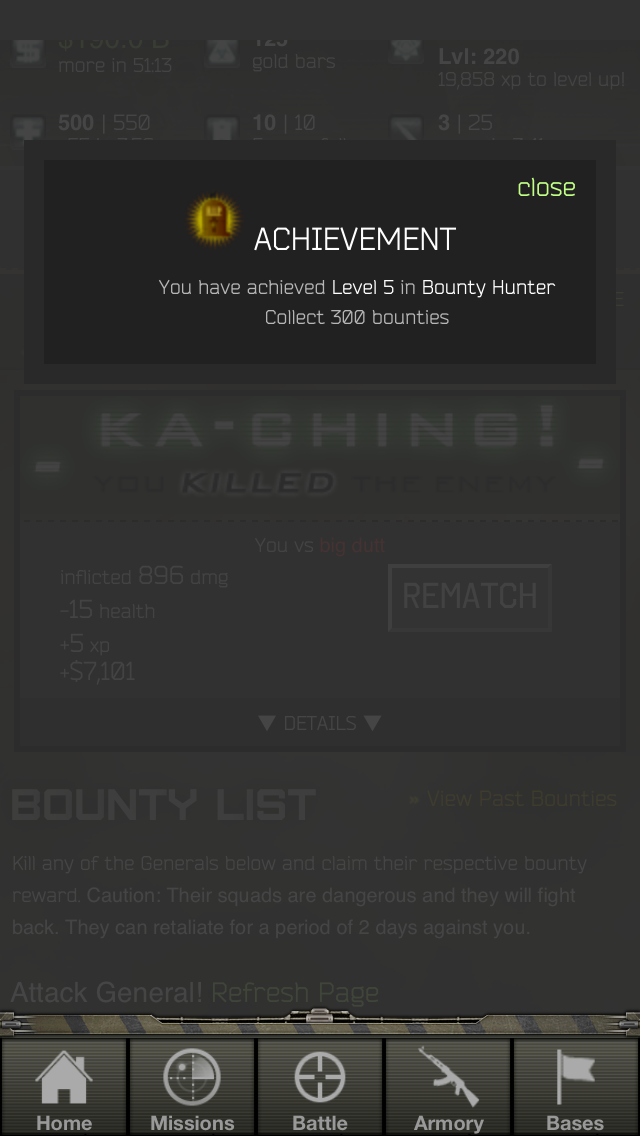 more in 51:13
gold bars
Lvl: 220
19,858 xp to level up!
500 | 550
10 | 10
3 | 25
close
ACHIEVEMENT
You have achieved Level 5 in Bounty Hunter
Collect 300 bounties
KA-CHING!
YOU KILLED THE ENEMY
You vs big dutt
inflicted 896 dmg
-15 health
+5 xp
+$7,101
REMATCH
▼ DETAILS ▼
BOUNTY LIST
» View Past Bounties
Kill any of the Generals below and claim their respective bounty
reward. Caution: Their squads are dangerous and they will fight
back. They can retaliate for a period of 2 days against you.
Attack General! Refresh Page
Home
Missions
Battle
Armory
Bases